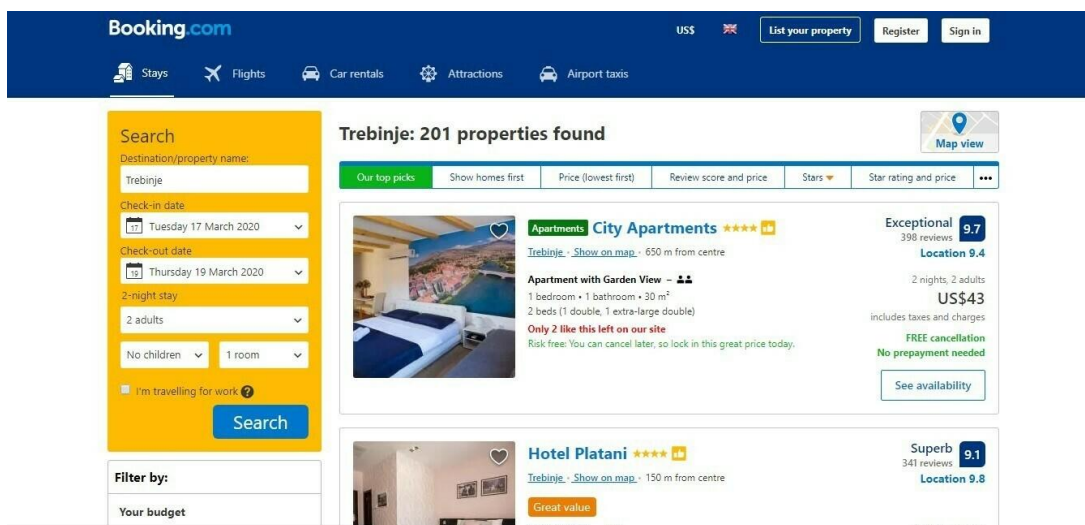 Booking.com
US$
List your property
Register
Sign in
Stays
Flights
Car rentals
Attractions
Airport taxis
Search
Destination/property name:
Trebinje
Check-in date
17 Tuesday 17 March 2020
Check-out date
19 Thursday 19 March 2020
2-night stay
2 adults
No children
1 room
I'm travelling for work ?
Search
Filter by:
Your budget
Trebinje: 201 properties found
Map view
Our top picks
Show homes first
Price (lowest first)
Review score and price
Stars
Star rating and price
•••
Apartments City Apartments
Trebinje - Show on map - 650 m from centre
Apartment with Garden View –
1 bedroom • 1 bathroom • 30 m²
2 beds (1 double, 1 extra-large double)
Only 2 like this left on our site
Risk free: You can cancel later, so lock in this great price today.
Exceptional 9.7
398 reviews
Location 9.4
2 nights, 2 adults
US$43
includes taxes and charges
FREE cancellation
No prepayment needed
See availability
Hotel Platani
Trebinje - Show on map - 150 m from centre
Great value
Superb 9.1
341 reviews
Location 9.8